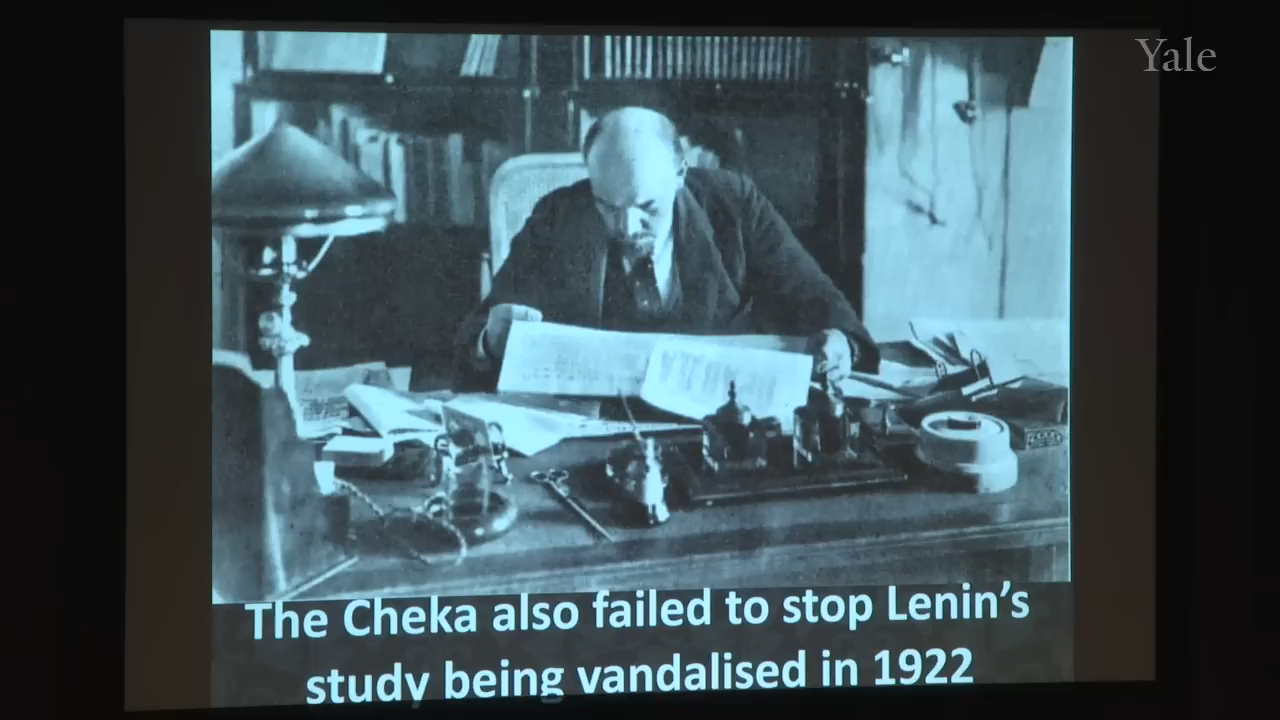 Yale
The Cheka also failed to stop Lenin's
study being vandalised in 1922